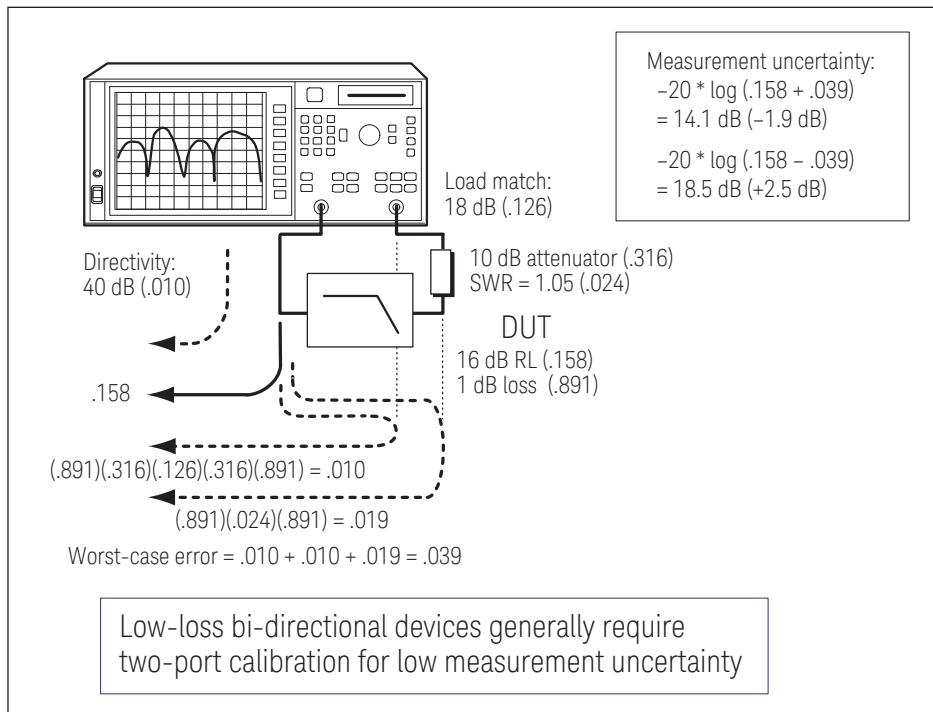 Measurement uncertainty:
–20 * log (.158 + .039)
= 14.1 dB (–1.9 dB)
–20 * log (.158 – .039)
= 18.5 dB (+2.5 dB)
Load match:
18 dB (.126)
Directivity:
40 dB (.010)
10 dB attenuator (.316)
SWR = 1.05 (.024)
DUT
16 dB RL (.158)
1 dB loss (.891)
.158
(.891)(.316)(.126)(.316)(.891) = .010
(.891)(.024)(.891) = .019
Worst-case error = .010 + .010 + .019 = .039
Low-loss bi-directional devices generally require
two-port calibration for low measurement uncertainty